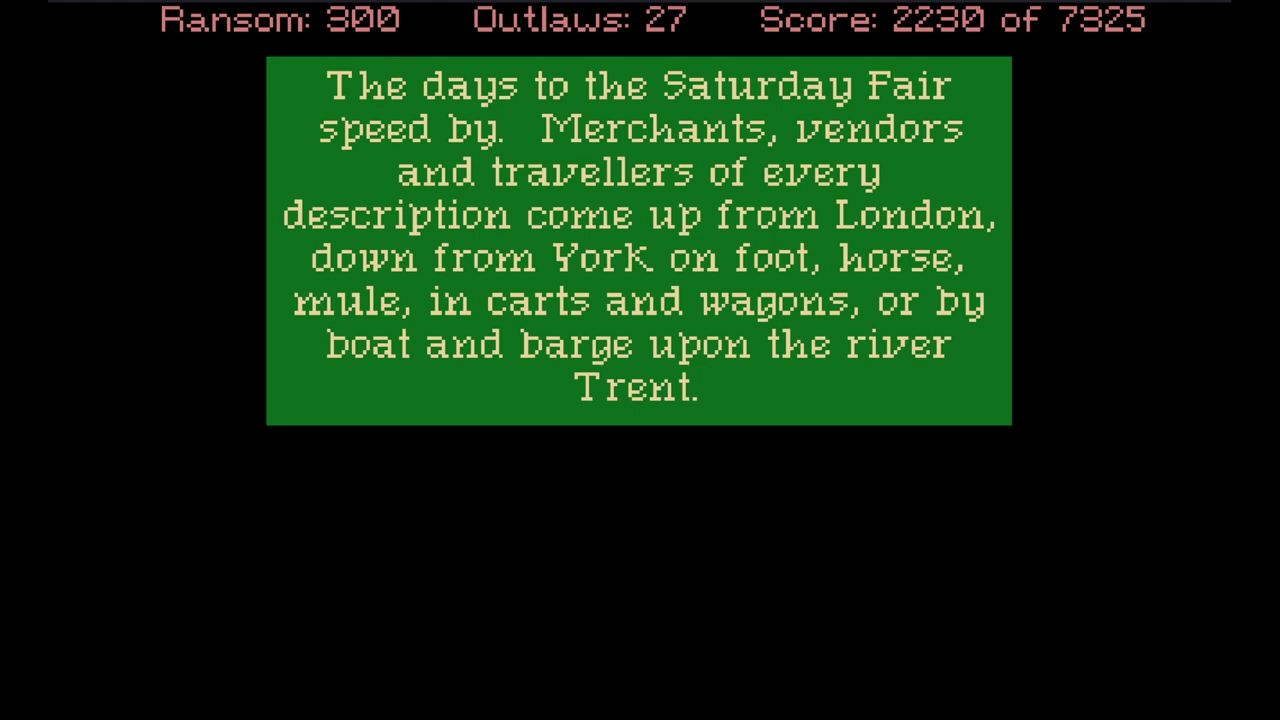 Ransom: 300 Outlaws: 27 Score: 2230 of 7325
The days to the Saturday Fair
speed by. Merchants, vendors
and travellers of every
description come up from London,
down from York on foot, horse,
mule, in carts and wagons, or by
boat and barge upon the river
Trent.